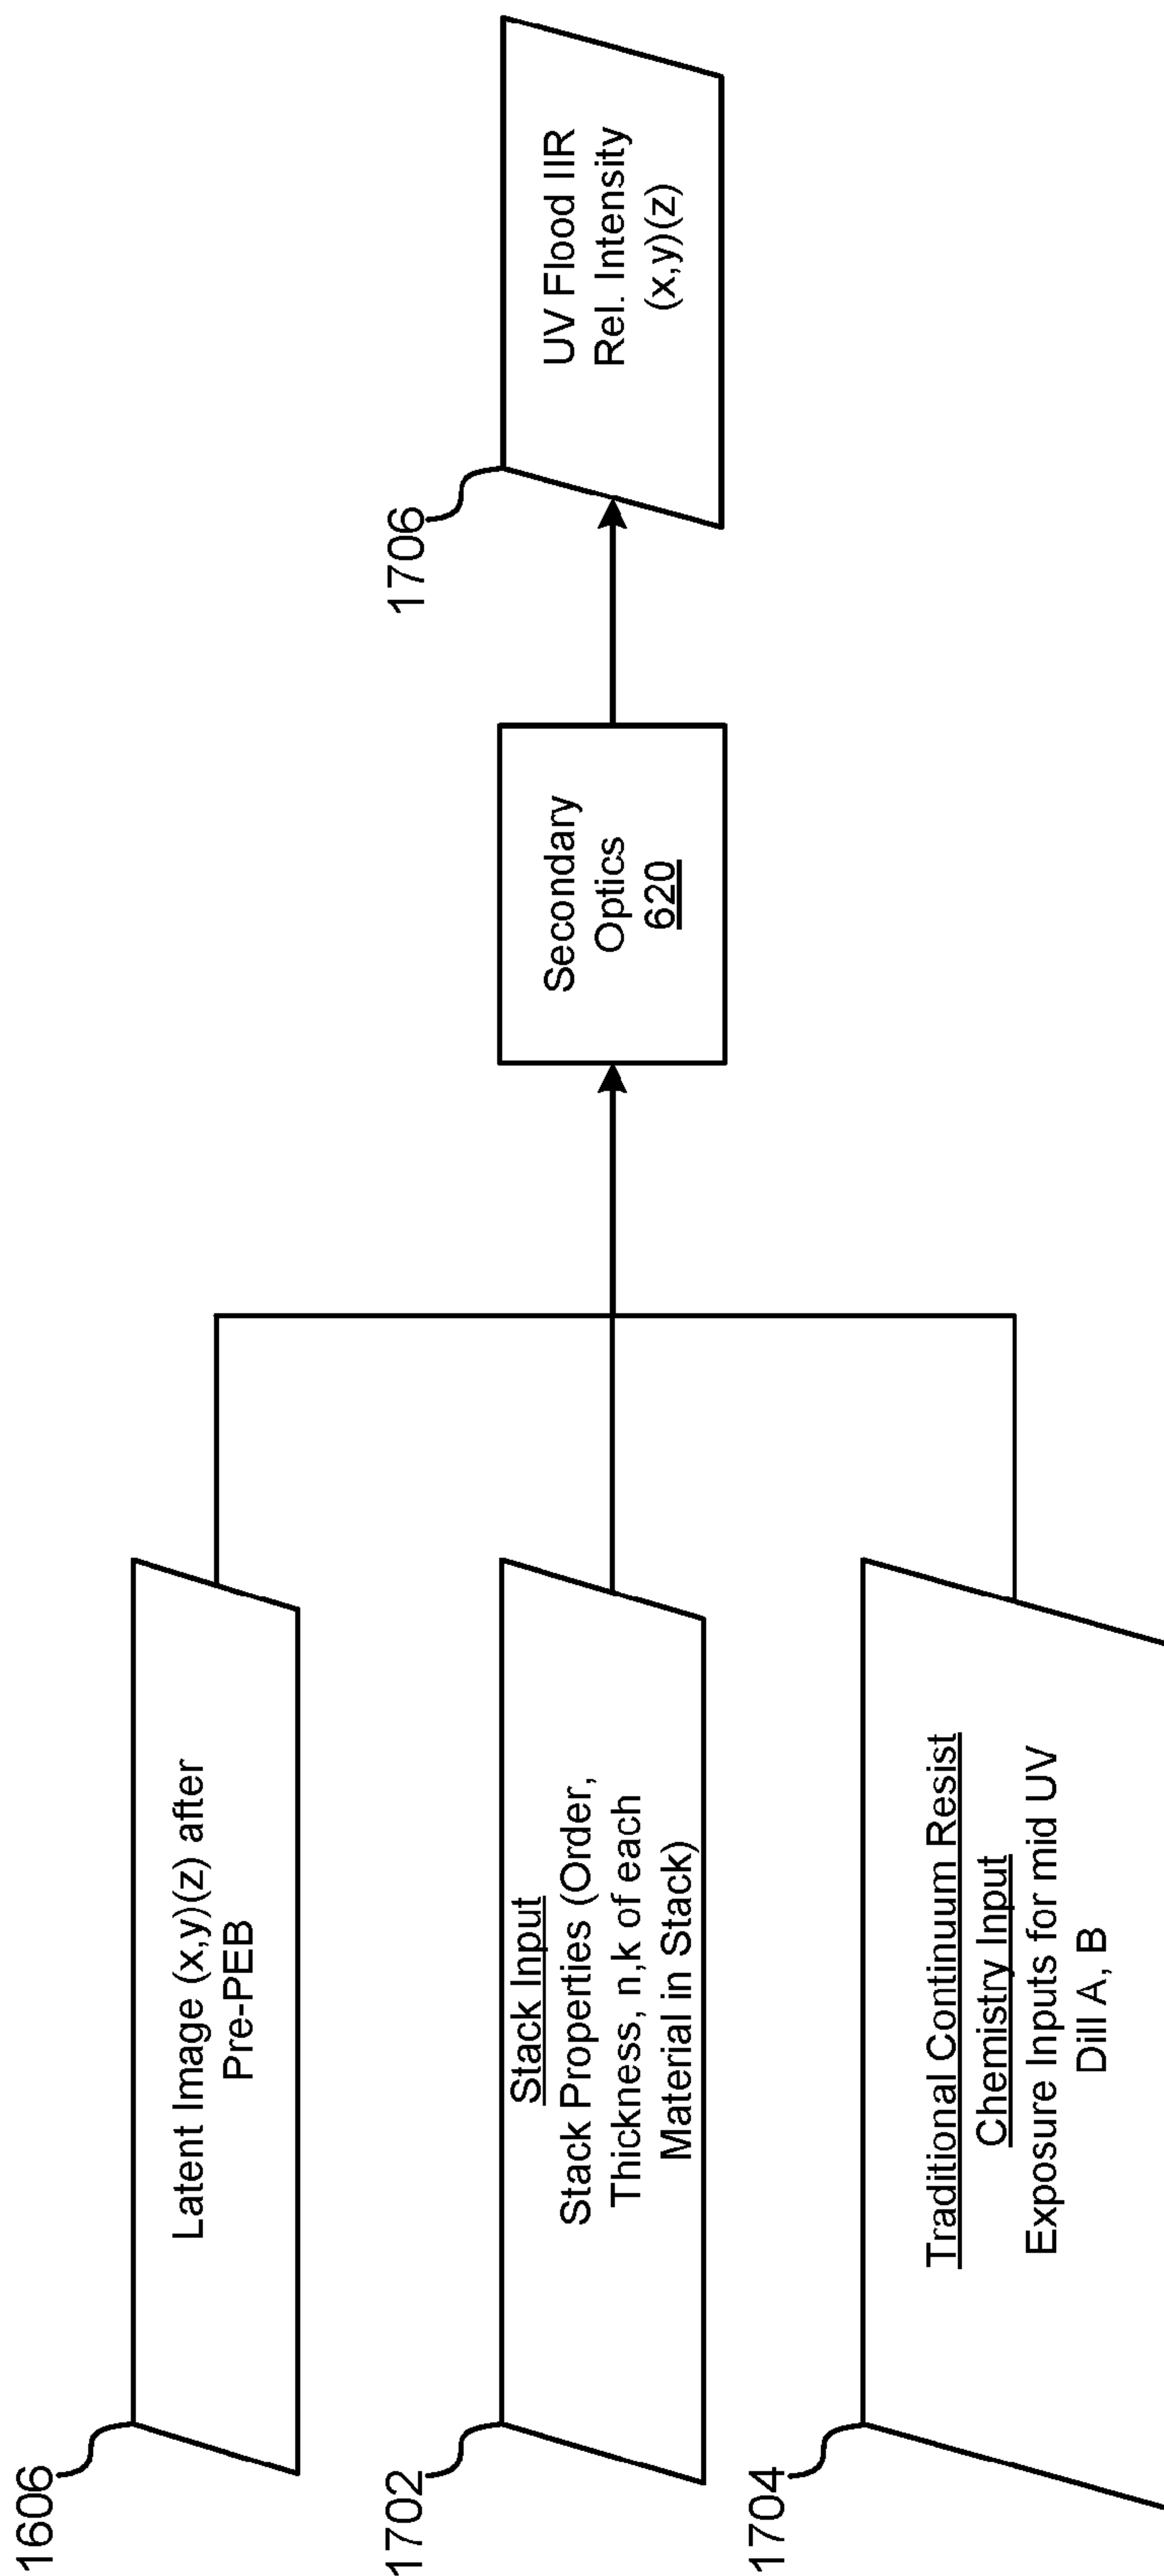 1606
Latent Image (x,y)(z) after
Pre-PEB
1702
Stack Input
Stack Properties (Order,
Thickness, n,k of each
Material in Stack)
1704
Traditional Continuum Resist
Chemistry Input
Exposure Inputs for mid UV
Dill A, B
Secondary
Optics
620
1706
UV Flood IIR
Rel. Intensity
(x,y)(z)